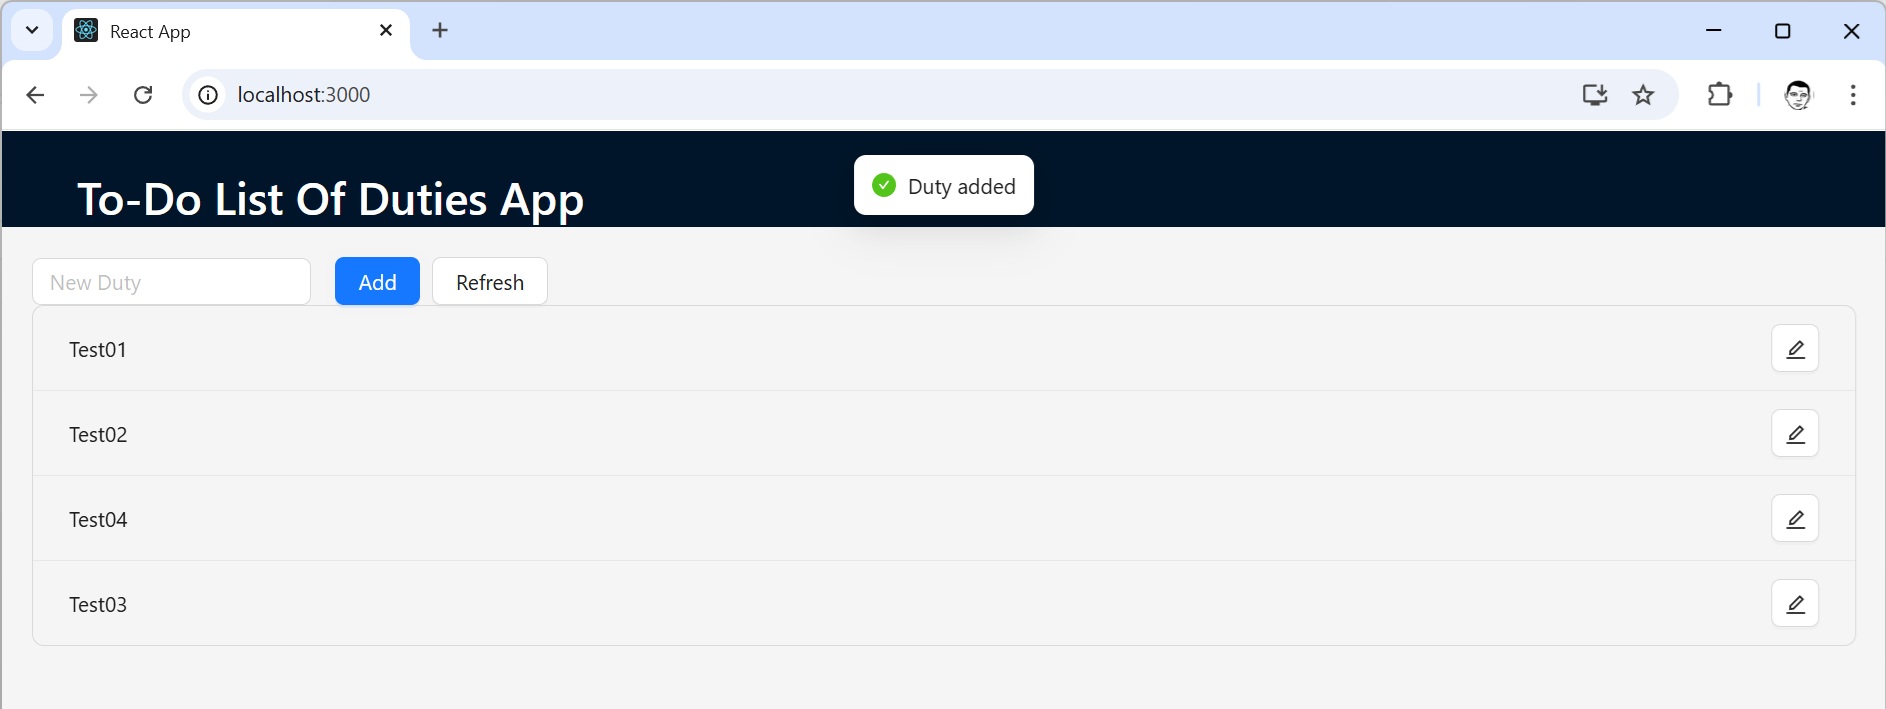 React App
localhost:3000
To-Do List Of Duties App
Duty added
New Duty
Add
Refresh
Test01
Test02
Test04
Test03